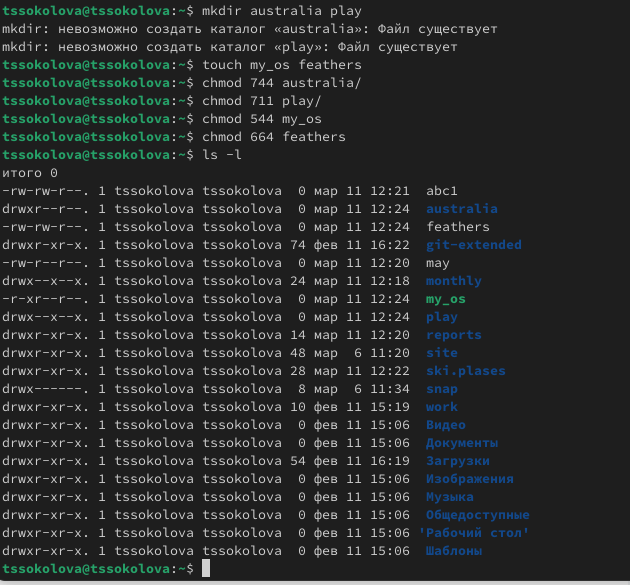 tssokolova@tssokolova:~$ mkdir australia play
mkdir: невозможно создать каталог «australia»: Файл существует
mkdir: невозможно создать каталог «play»: Файл существует
tssokolova@tssokolova:~$ touch my_os feathers
tssokolova@tssokolova:~$ chmod 744 australia/
tssokolova@tssokolova:~$ chmod 711 play/
tssokolova@tssokolova:~$ chmod 544 my_os
tssokolova@tssokolova:~$ chmod 664 feathers
tssokolova@tssokolova:~$ ls -l
итого 0
-rw-rw-r--. 1 tssokolova tssokolova  0 мар 11 12:21  abc1
drwxr--r--. 1 tssokolova tssokolova  0 мар 11 12:24  australia
-rw-rw-r--. 1 tssokolova tssokolova  0 мар 11 12:24  feathers
drwxr-xr-x. 1 tssokolova tssokolova 74 фев 11 16:22  git-extended
-rw-r--r--. 1 tssokolova tssokolova  0 мар 11 12:20  may
drwx--x--x. 1 tssokolova tssokolova 24 мар 11 12:18  monthly
-r-xr--r--. 1 tssokolova tssokolova  0 мар 11 12:24  my_os
drwx--x--x. 1 tssokolova tssokolova  0 мар 11 12:24  play
drwxr-xr-x. 1 tssokolova tssokolova 14 мар 11 12:20  reports
drwxr-xr-x. 1 tssokolova tssokolova 48 мар  6 11:20  site
drwxr-xr-x. 1 tssokolova tssokolova 28 мар 11 12:22  ski.plases
drwx------. 1 tssokolova tssokolova  8 мар  6 11:34  snap
drwxr-xr-x. 1 tssokolova tssokolova 10 фев 11 15:19  work
drwxr-xr-x. 1 tssokolova tssokolova  0 фев 11 15:06  Видео
drwxr-xr-x. 1 tssokolova tssokolova  0 фев 11 15:06  Документы
drwxr-xr-x. 1 tssokolova tssokolova 54 фев 11 16:19  Загрузки
drwxr-xr-x. 1 tssokolova tssokolova  0 фев 11 15:06  Изображения
drwxr-xr-x. 1 tssokolova tssokolova  0 фев 11 15:06  Музыка
drwxr-xr-x. 1 tssokolova tssokolova  0 фев 11 15:06  Общедоступные
drwxr-xr-x. 1 tssokolova tssokolova  0 фев 11 15:06 'Рабочий стол'
drwxr-xr-x. 1 tssokolova tssokolova  0 фев 11 15:06  Шаблоны
tssokolova@tssokolova:~$